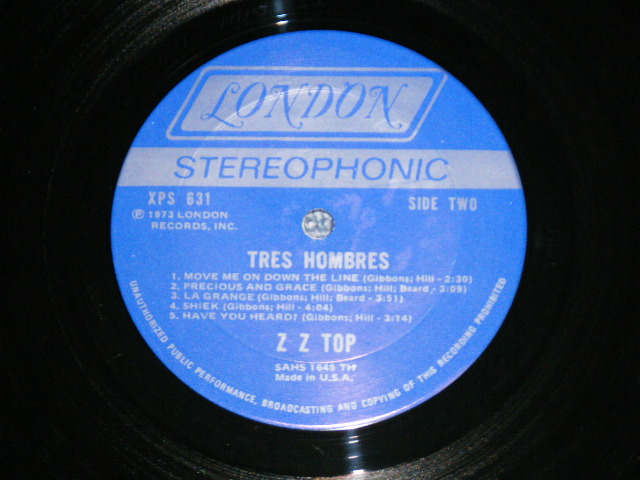 LONDON
STEREOPHONIC
XPS 631
SIDE TWO
Ⓟ 1973 LONDON
RECORDS, INC.
TRES HOMBRES
1. MOVE ME ON DOWN THE LINE (Gibbons; Hill - 2:30)
2. PRECIOUS AND GRACE (Gibbons; Hill; Beard - 3:09)
3. LA GRANGE (Gibbons; Hill; Beard - 3:51)
4. SHIEK (Gibbons; Hill - 4:04)
5. HAVE YOU HEARD? (Gibbons; Hill - 3:14)
Z Z TOP
SAHS 1645 TH
Made in U.S.A.
UNAUTHORIZED PUBLIC PERFORMANCE, BROADCASTING AND COPYING OF THIS RECORDING PROHIBITED